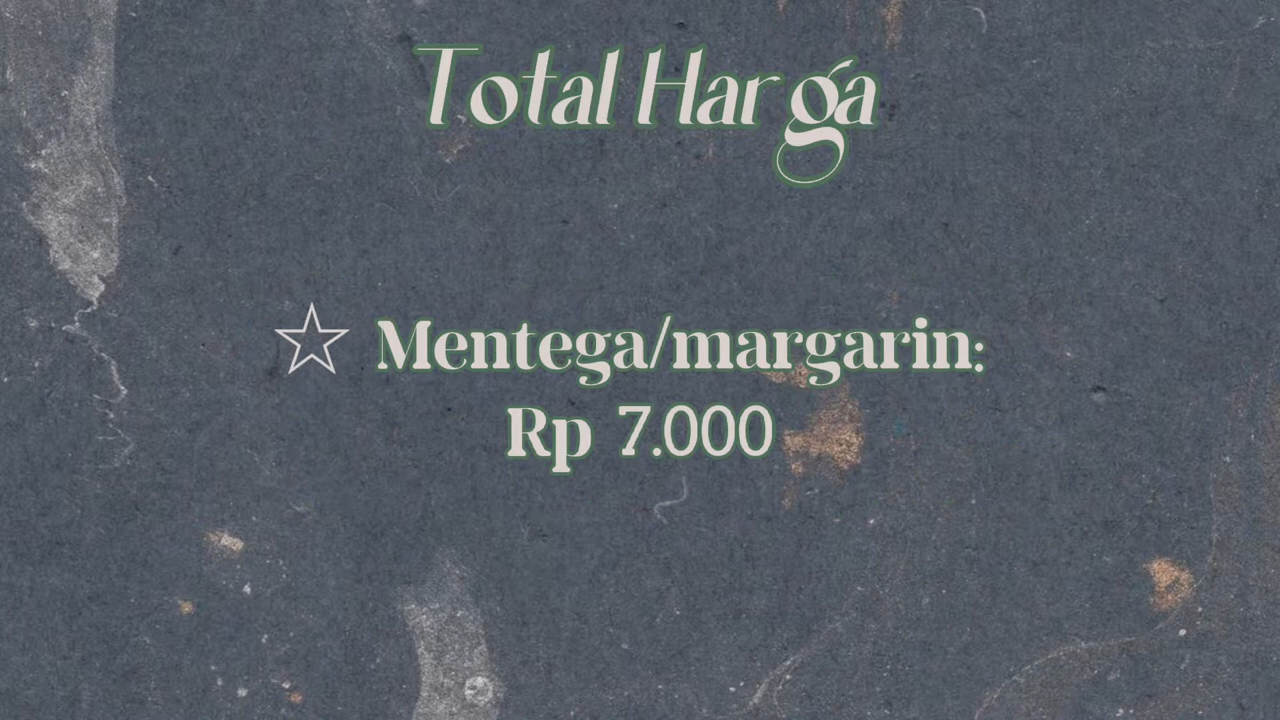 Total Harga
☆ Mentega/margarin:
Rp 7.000